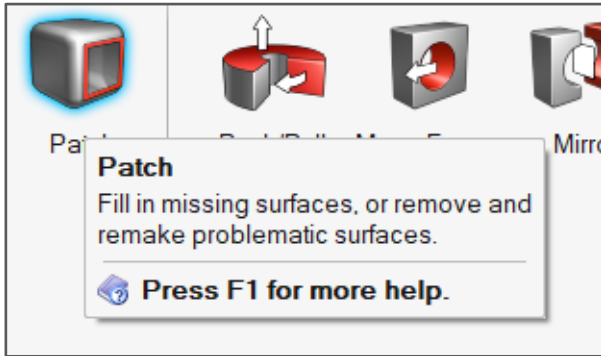 Patch
Fill in missing surfaces, or remove and
remake problematic surfaces.
Press F1 for more help.